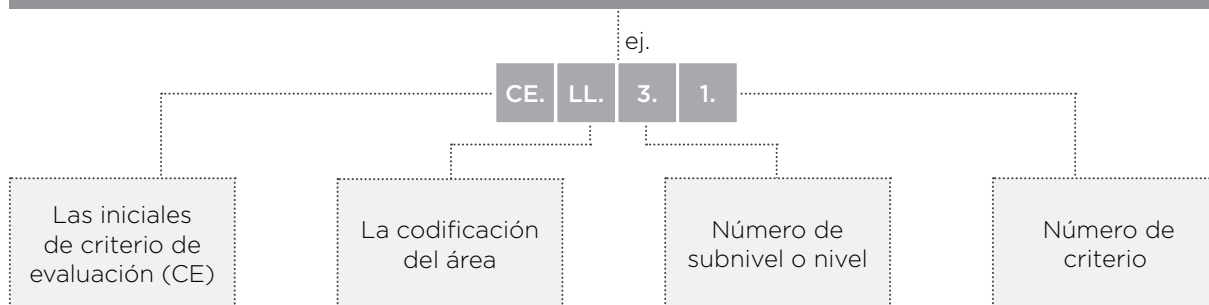 ej.
CE. LL. 3. 1.
Las iniciales
de criterio de
evaluación (CE)
La codificación
del área
Número de
subnivel o nivel
Número de
criterio